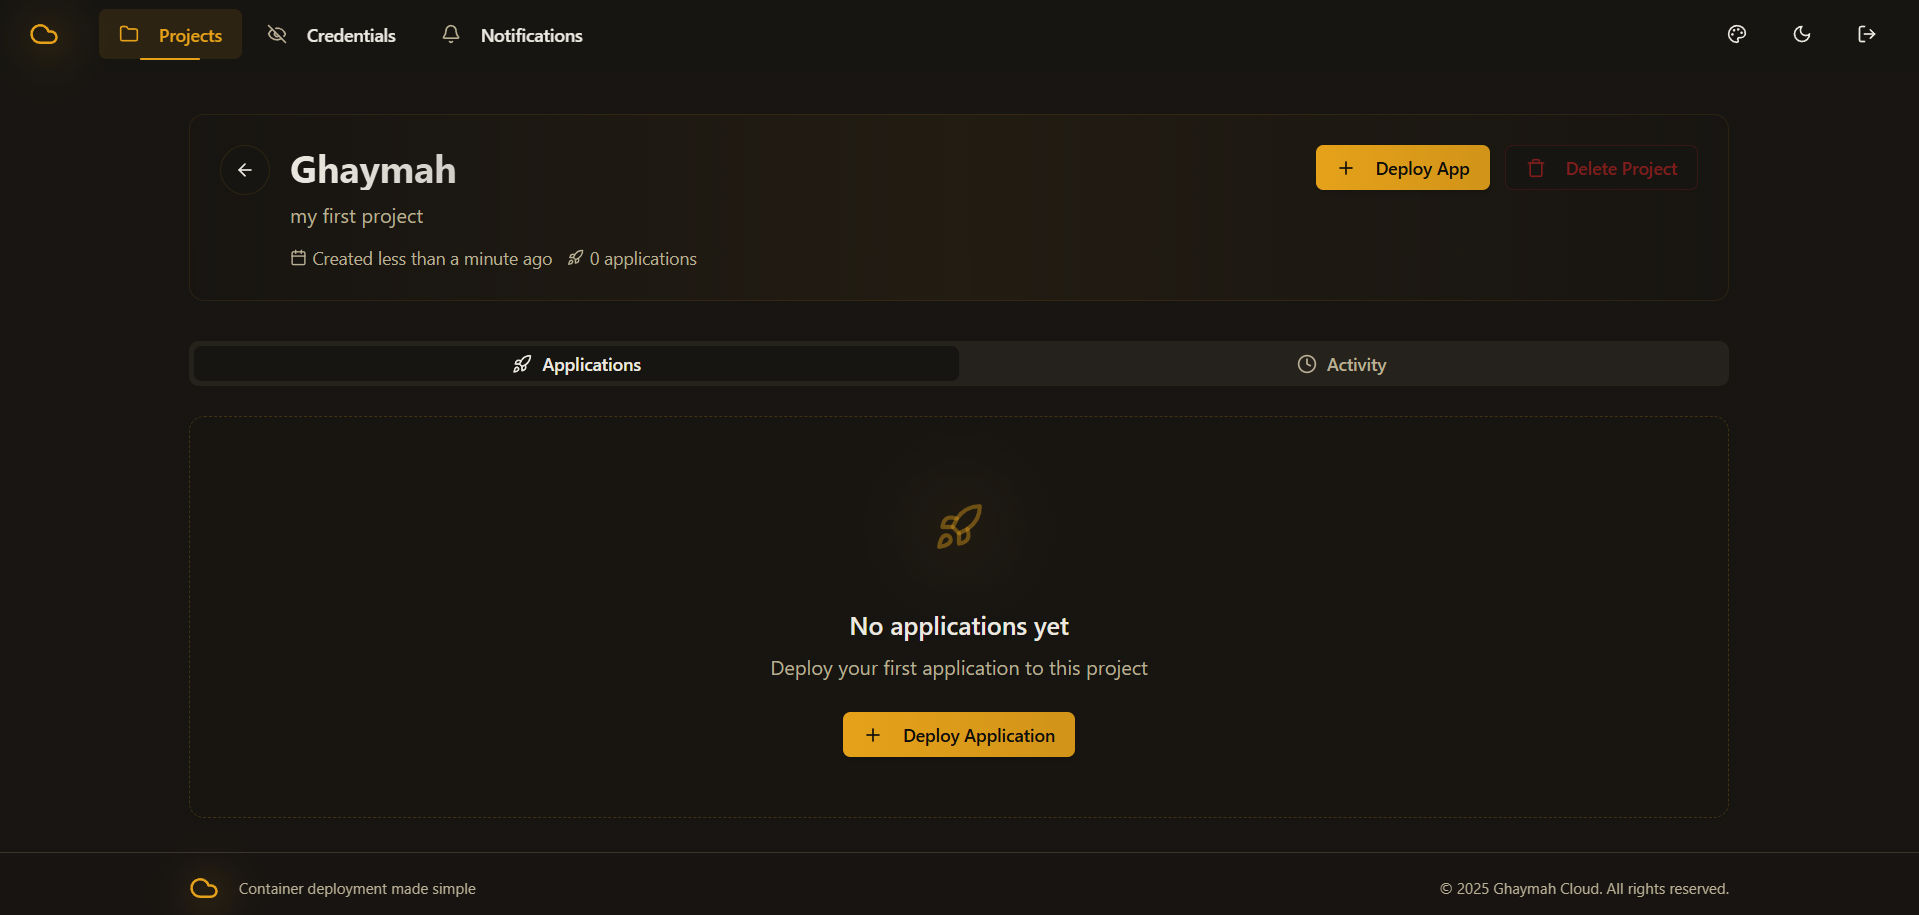 Projects
Credentials
Notifications
Ghaymah
my first project
Created less than a minute ago
0 applications
Deploy App
Delete Project
Applications
Activity
No applications yet
Deploy your first application to this project
Deploy Application
Container deployment made simple
© 2025 Ghaymah Cloud. All rights reserved.